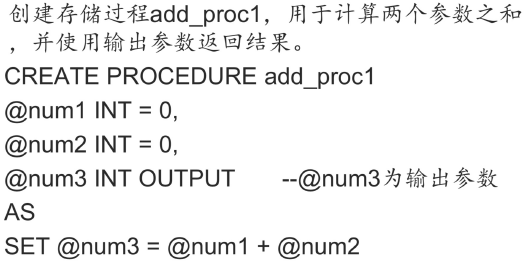 创建存储过程add_proc1，用于计算两个参数之和
，并使用输出参数返回结果。
CREATE PROCEDURE add_proc1
@num1 INT = 0,
@num2 INT = 0,
@num3 INT OUTPUT --@num3为输出参数
AS
SET @num3 = @num1 + @num2